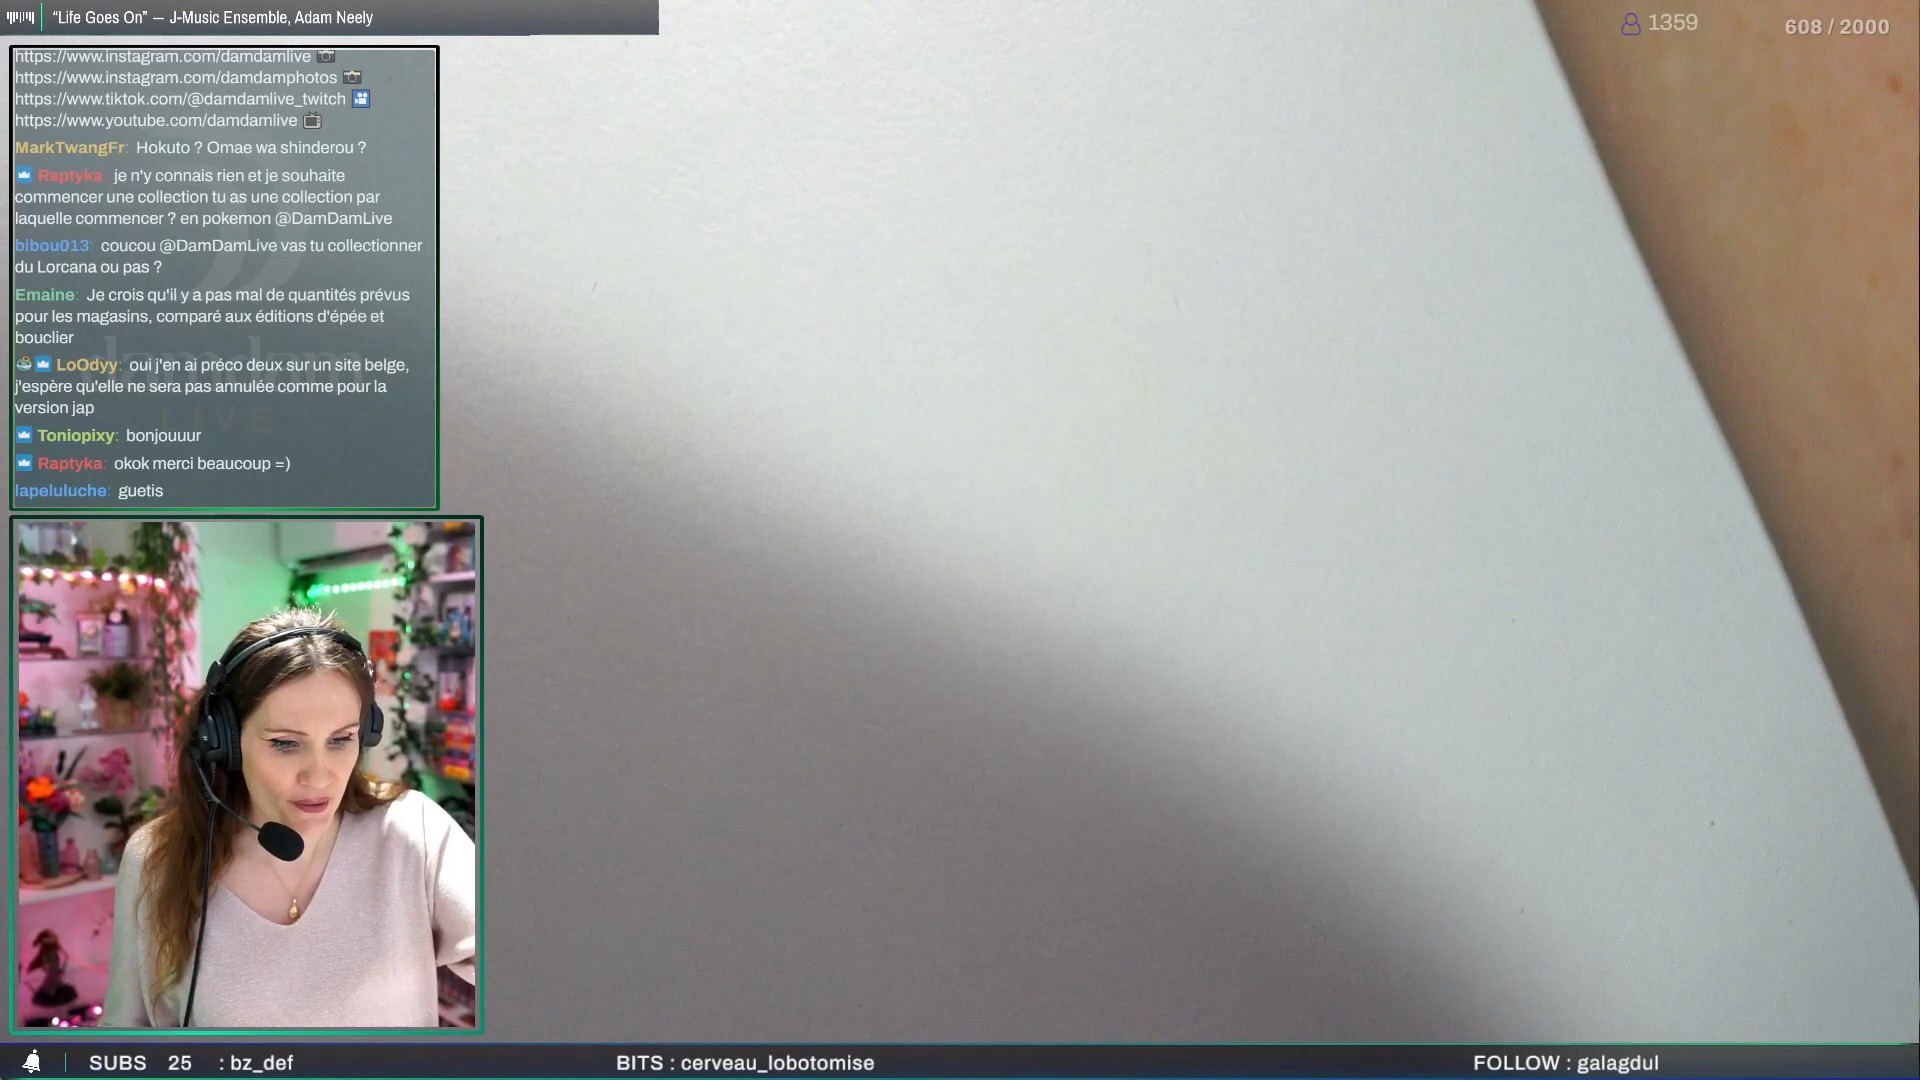 “Life Goes On” — J-Music Ensemble, Adam Neely
1359
608 / 2000
https://www.instagram.com/damdamlive
https://www.instagram.com/damdamphotos
https://www.tiktok.com/@damdamlive_twitch
https://www.youtube.com/damdamlive
MarkTwangFr: Hokuto ? Omae wa shinderou ?
Raptyka: je n'y connais rien et je souhaite
commencer une collection tu as une collection par
laquelle commencer ? en pokemon @DamDamLive
bibou013: coucou @DamDamLive vas tu collectionner
du Lorcana ou pas ?
Emaine: Je crois qu'il y a pas mal de quantités prévus
pour les magasins, comparé aux éditions d'épée et
bouclier
LoOdyy: oui j'en ai préco deux sur un site belge,
j'espère qu'elle ne sera pas annulée comme pour la
version jap
Toniopixy: bonjouuur
Raptyka: okok merci beaucoup =)
lapeluluche: guetis
damdam
LIVE
SUBS 25 : bz_def
BITS : cerveau_lobotomise
FOLLOW : galagdul